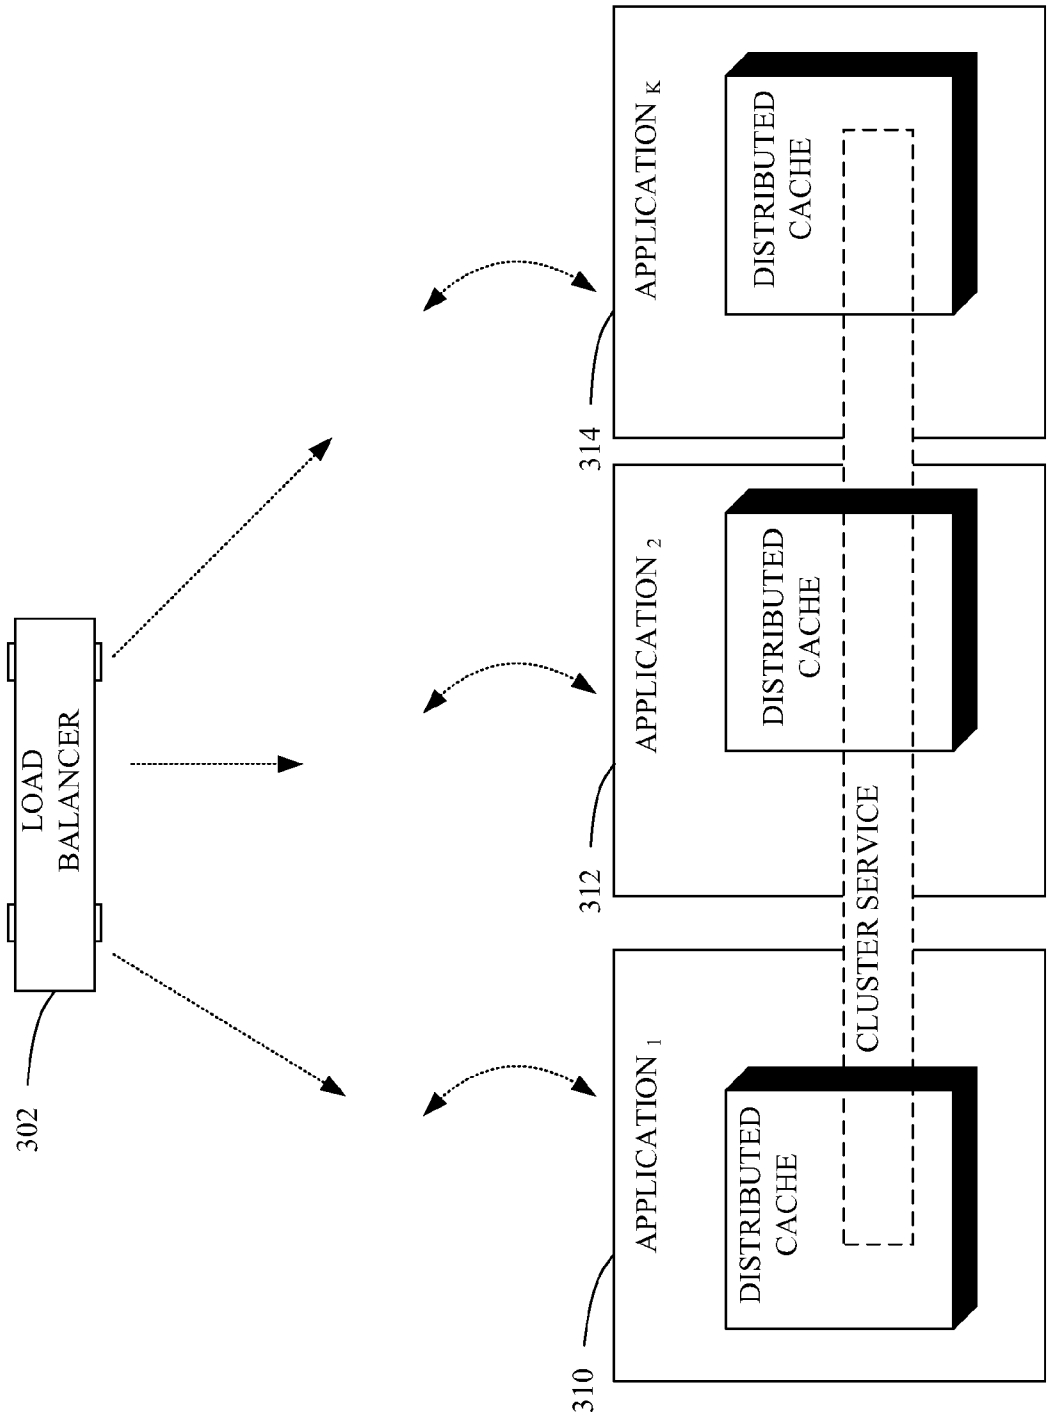 302
LOAD
BALANCER
310
APPLICATION 1
DISTRIBUTED
CACHE
312
APPLICATION 2
DISTRIBUTED
CACHE
314
APPLICATION K
DISTRIBUTED
CACHE
CLUSTER SERVICE